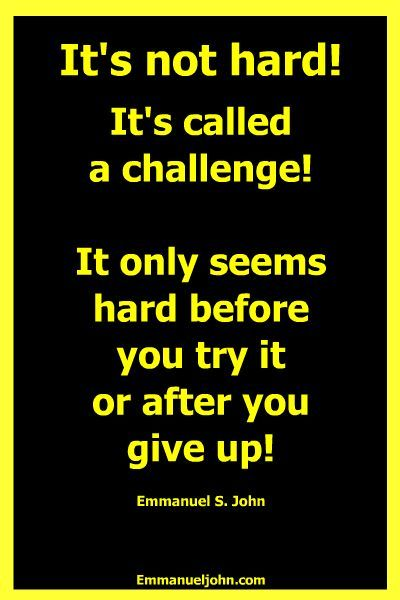 It's not hard!
It's called
a challenge!
It only seems
hard before
you try it
or after you
give up!
Emmanuel S. John
Emmanueljohn.com